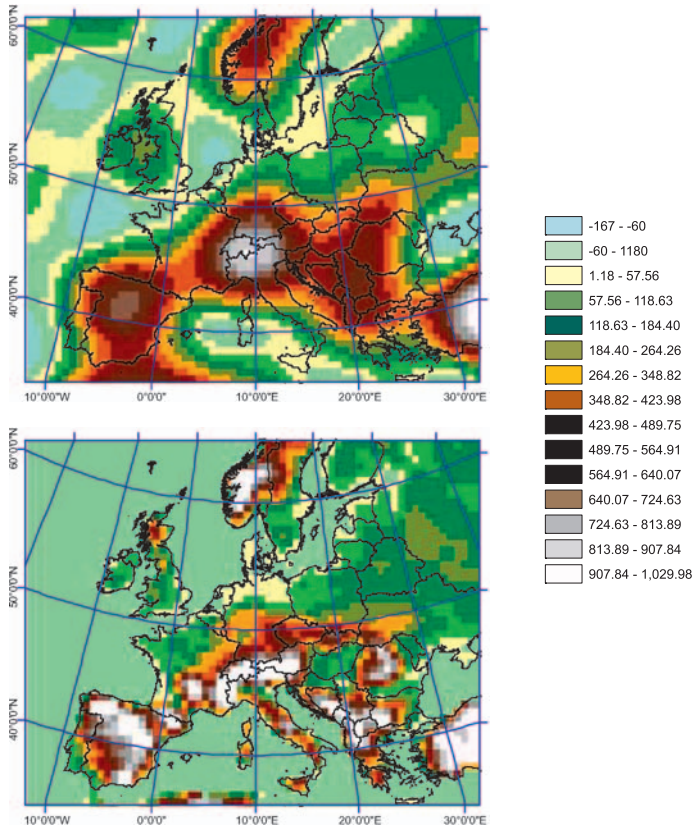 60°0'0"N
50°0'0"N
40°0'0"N
10°0'0"W 0°0'0"E 10°0'0"E 20°0'0"E 30°0'0"E
-167 - -60
-60 - 1180
1.18 - 57.56
57.56 - 118.63
118.63 - 184.40
184.40 - 264.26
264.26 - 348.82
348.82 - 423.98
423.98 - 489.75
489.75 - 564.91
564.91 - 640.07
640.07 - 724.63
724.63 - 813.89
813.89 - 907.84
907.84 - 1,029.98
60°0'0"N
50°0'0"N
40°0'0"N
10°0'0"W 0°0'0"E 10°0'0"E 20°0'0"E 30°0'0"E